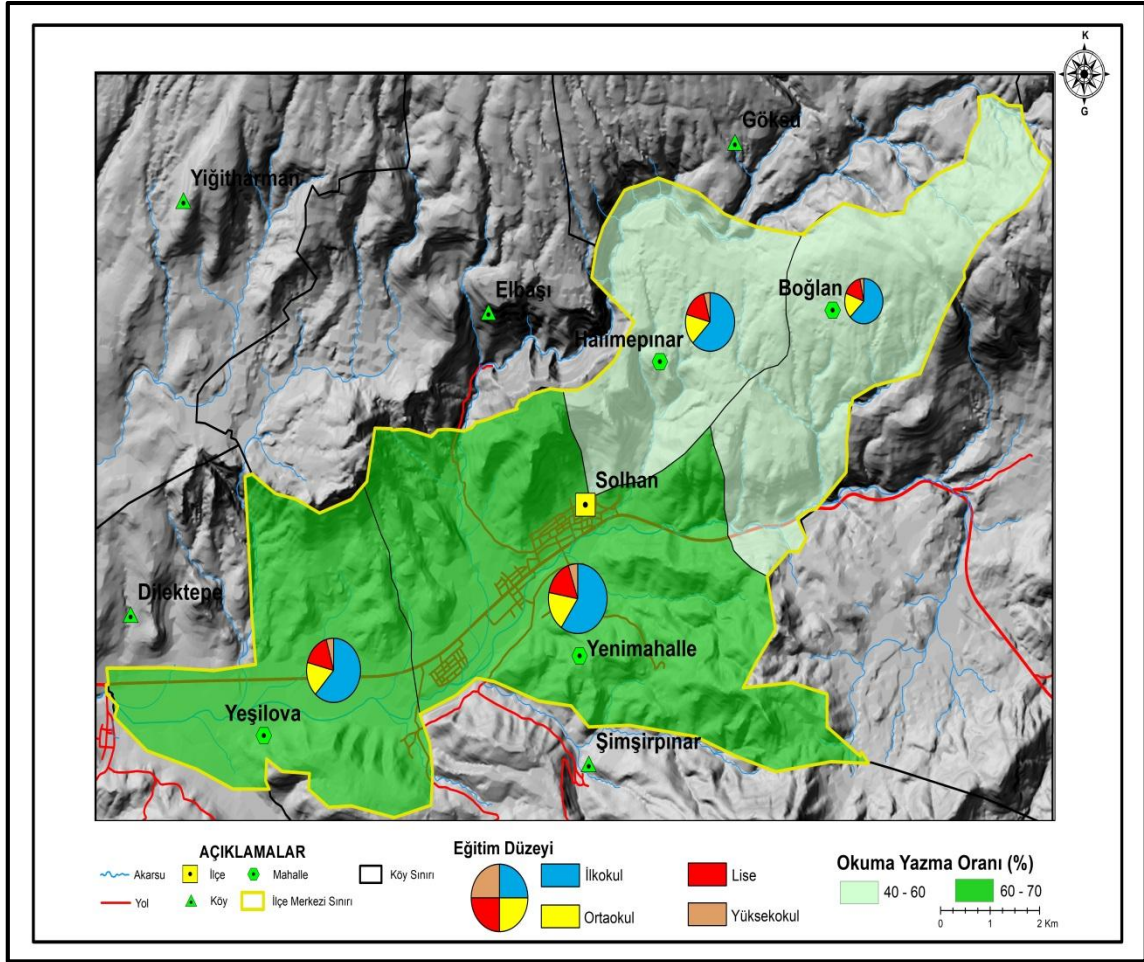 K
G
Göksu
Yiğitharman
Boğlan
Elbaşı
Halimepınar
Solhan
Dilektepe
Yenimahalle
Yeşilova
Şimşirpınar
AÇIKLAMALAR
Akarsu
İlçe
Mahalle
Köy Sınırı
Yol
Köy
İlçe Merkezi Sınırı
Eğitim Düzeyi
İlkokul
Lise
Ortaokul
Yüksekokul
Okuma Yazma Oranı (%)
40 - 60
60 - 70
0 1 2 Km